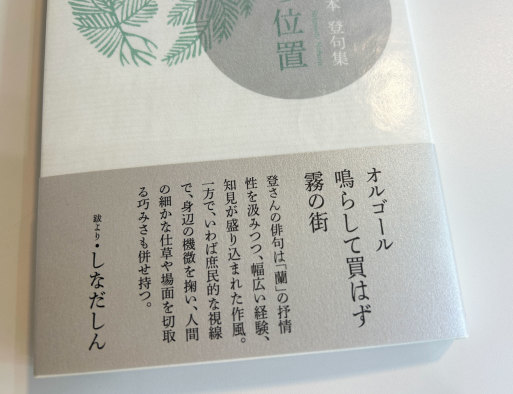 本 登句集
位置
オルゴール
鳴らして買はず
霧の街
登さんの俳句は「蘭」の抒情
性を汲みつつ、幅広い経験、
知見が盛り込まれた作風。
一方で、いわば庶民的な視線
で、身辺の機微を掬い、人間
の細かな仕草や場面を切取
る巧みさも併せ持つ。
跋より・しなだしん